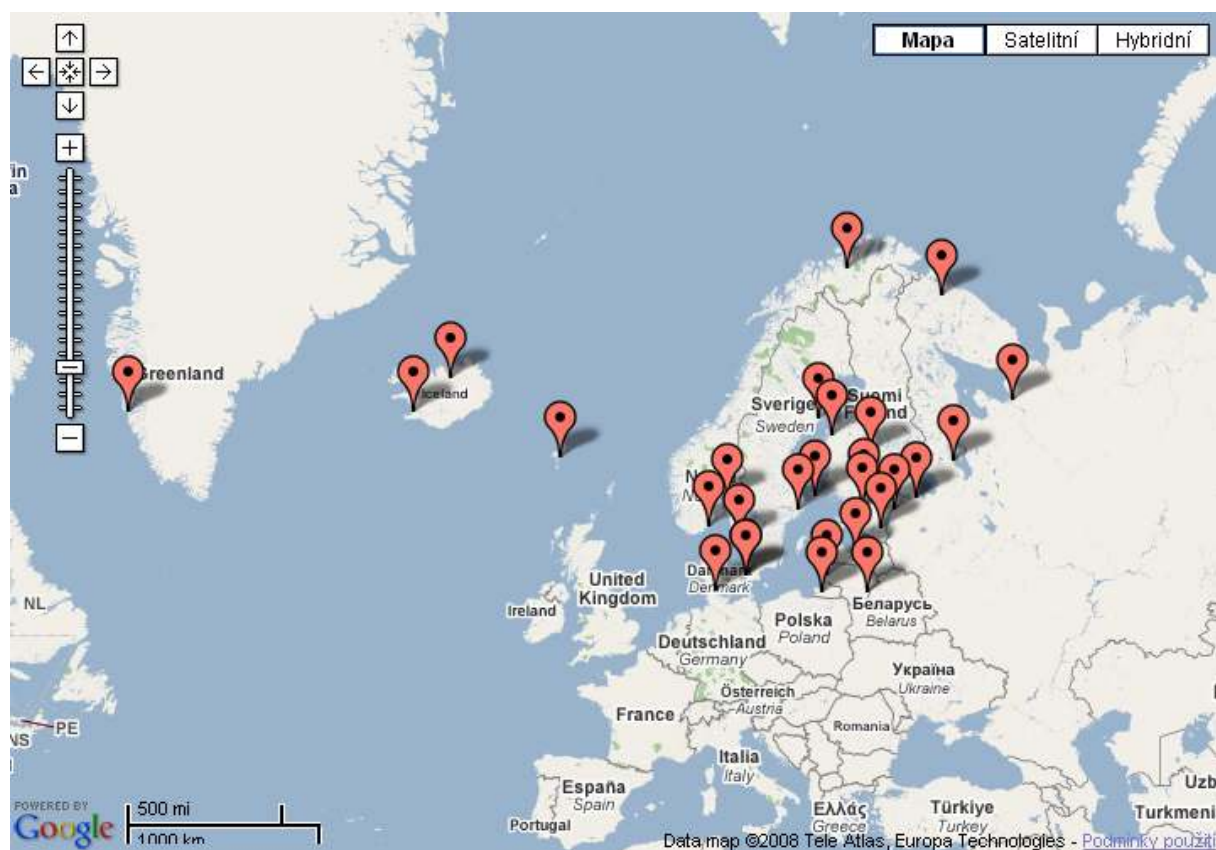 Mapa
Satelitní
Hybridní
Greenland
Iceland
Suomi
Sverige
Sweden
NL
United
Kingdom
Ireland
Denmark
Беларусь
Belarus
Polska
Poland
Deutschland
Germany
Україна
Ukraine
Österreich
Austria
PE
NS
France
Romania
Italia
Italy
España
Spain
Ελλάς
Greece
Türkiye
Turkey
Uzb
Turkmeni
Portugal
POWERED BY
Google
500 mi
1000 km
Data map ©2008 Tele Atlas, Europa Technologies - Podmínky použití